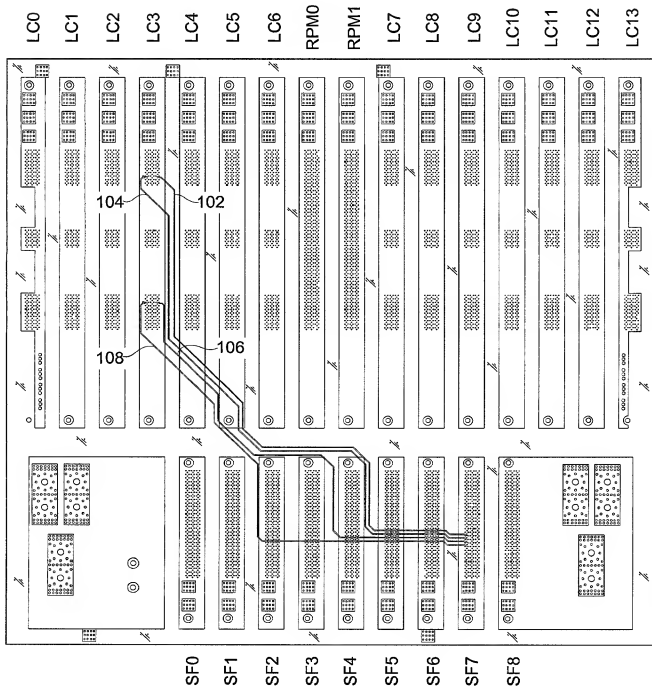 LC0
LC1
LC2
LC3
LC4
LC5
LC6
RPM0
RPM1
LC7
LC8
LC9
LC10
LC11
LC12
LC13
104
102
108
106
SF0
SF1
SF2
SF3
SF4
SF5
SF6
SF7
SF8